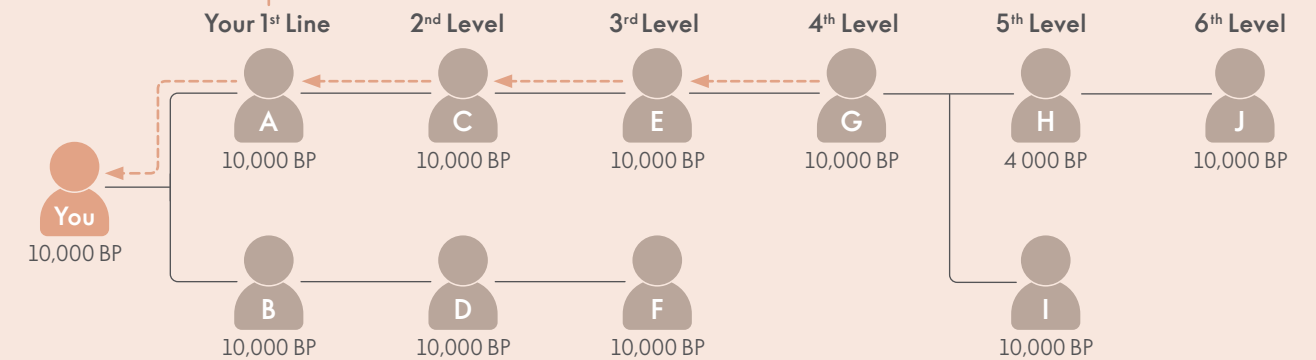 Your 1st Line 2nd Level 3rd Level 4th Level 5th Level 6th Level
A C E G H J
10,000 BP 10,000 BP 10,000 BP 10,000 BP 4 000 BP 10,000 BP
You
10,000 BP
B D F I
10,000 BP 10,000 BP 10,000 BP 10,000 BP